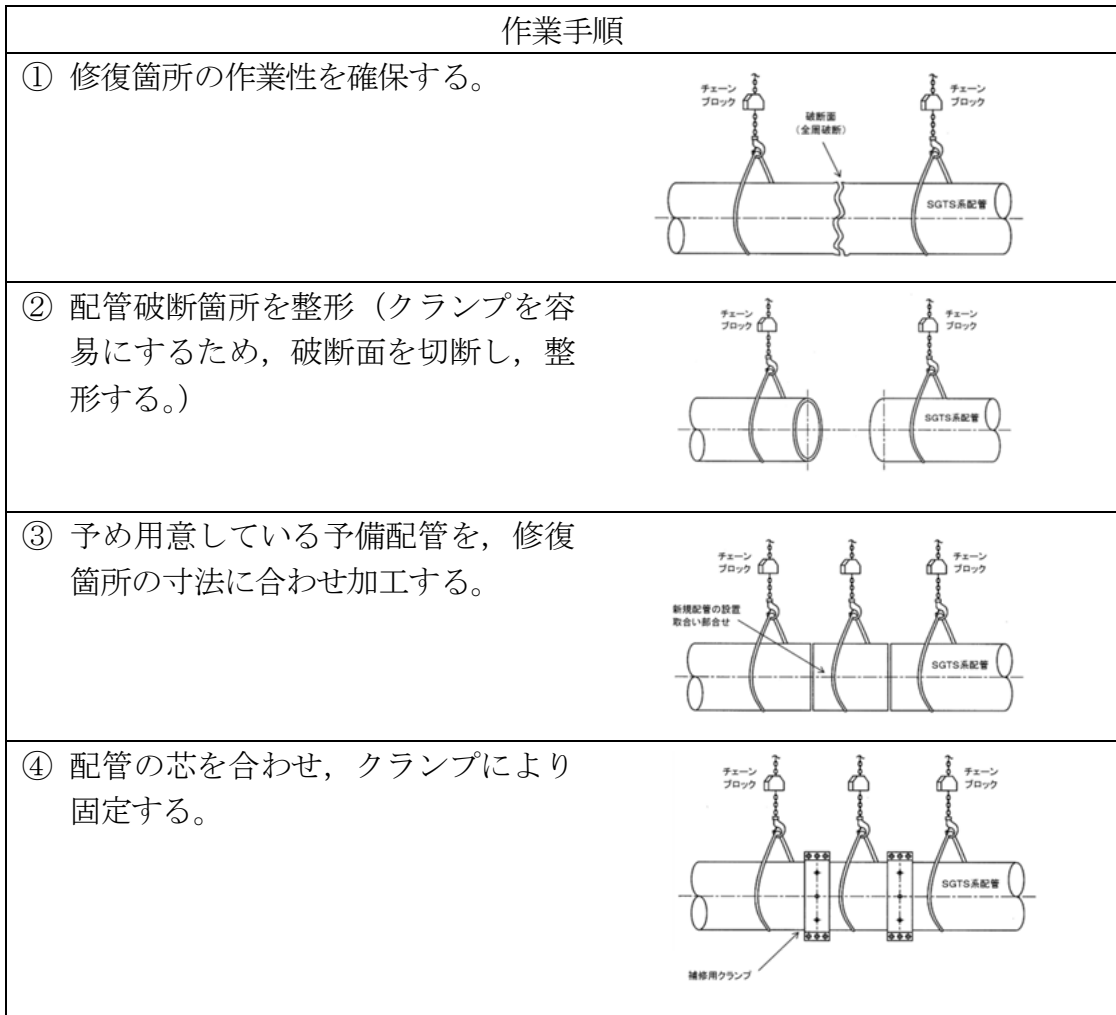 作業手順
① 修復箇所の作業性を確保する。
チェーン
ブロック
チェーン
ブロック
破断面
(全周破断)
SGTS系配管
② 配管破断箇所を整形（クランプを容
易にするため，破断面を切断し，整
形する。）
チェーン
ブロック
チェーン
ブロック
SGTS系配管
③ 予め用意している予備配管を，修復
箇所の寸法に合わせ加工する。
チェーン
ブロック
チェーン
ブロック
新規配管の設置
取合い部合せ
SGTS系配管
④ 配管の芯を合わせ，クランプにより
固定する。
チェーン
ブロック
チェーン
ブロック
SGTS系配管
補修用クランプ